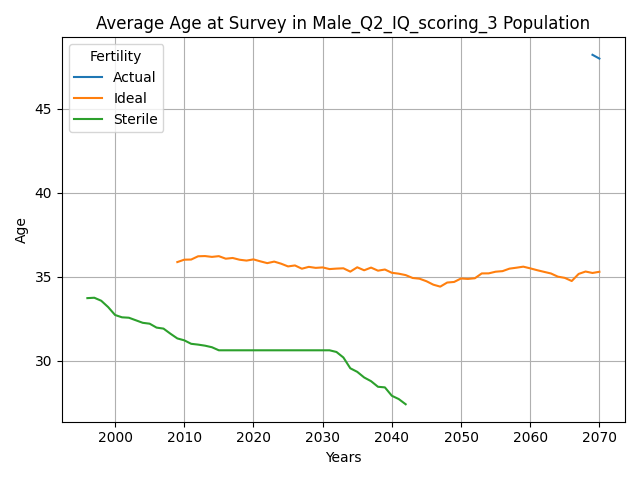 Average Age at Survey in Male_Q2_IQ_scoring_3 Population
Fertility
Actual
Ideal
Sterile
45
40
35
30
Age
2000 2010 2020 2030 2040 2050 2060 2070
Years